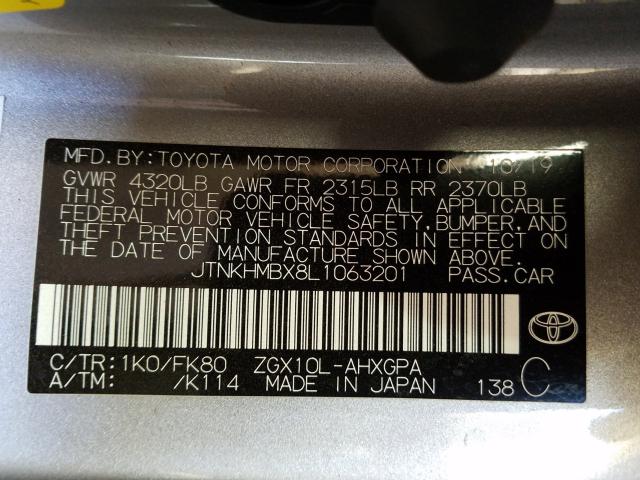 MFD.BY:TOYOTA MOTOR CORPORATION 10/19
GVWR 4320LB GAWR FR 2315LB RR 2370LB
THIS VEHICLE CONFORMS TO ALL APPLICABLE
FEDERAL MOTOR VEHICLE SAFETY,BUMPER,AND
THEFT PREVENTION STANDARDS IN EFFECT ON
THE DATE OF MANUFACTURE SHOWN ABOVE.
JTNKHMBX8L1063201 PASS.CAR
C/TR:1K0/FK80 ZGX10L-AHXGPA
A/TM: /K114 MADE IN JAPAN 138 C